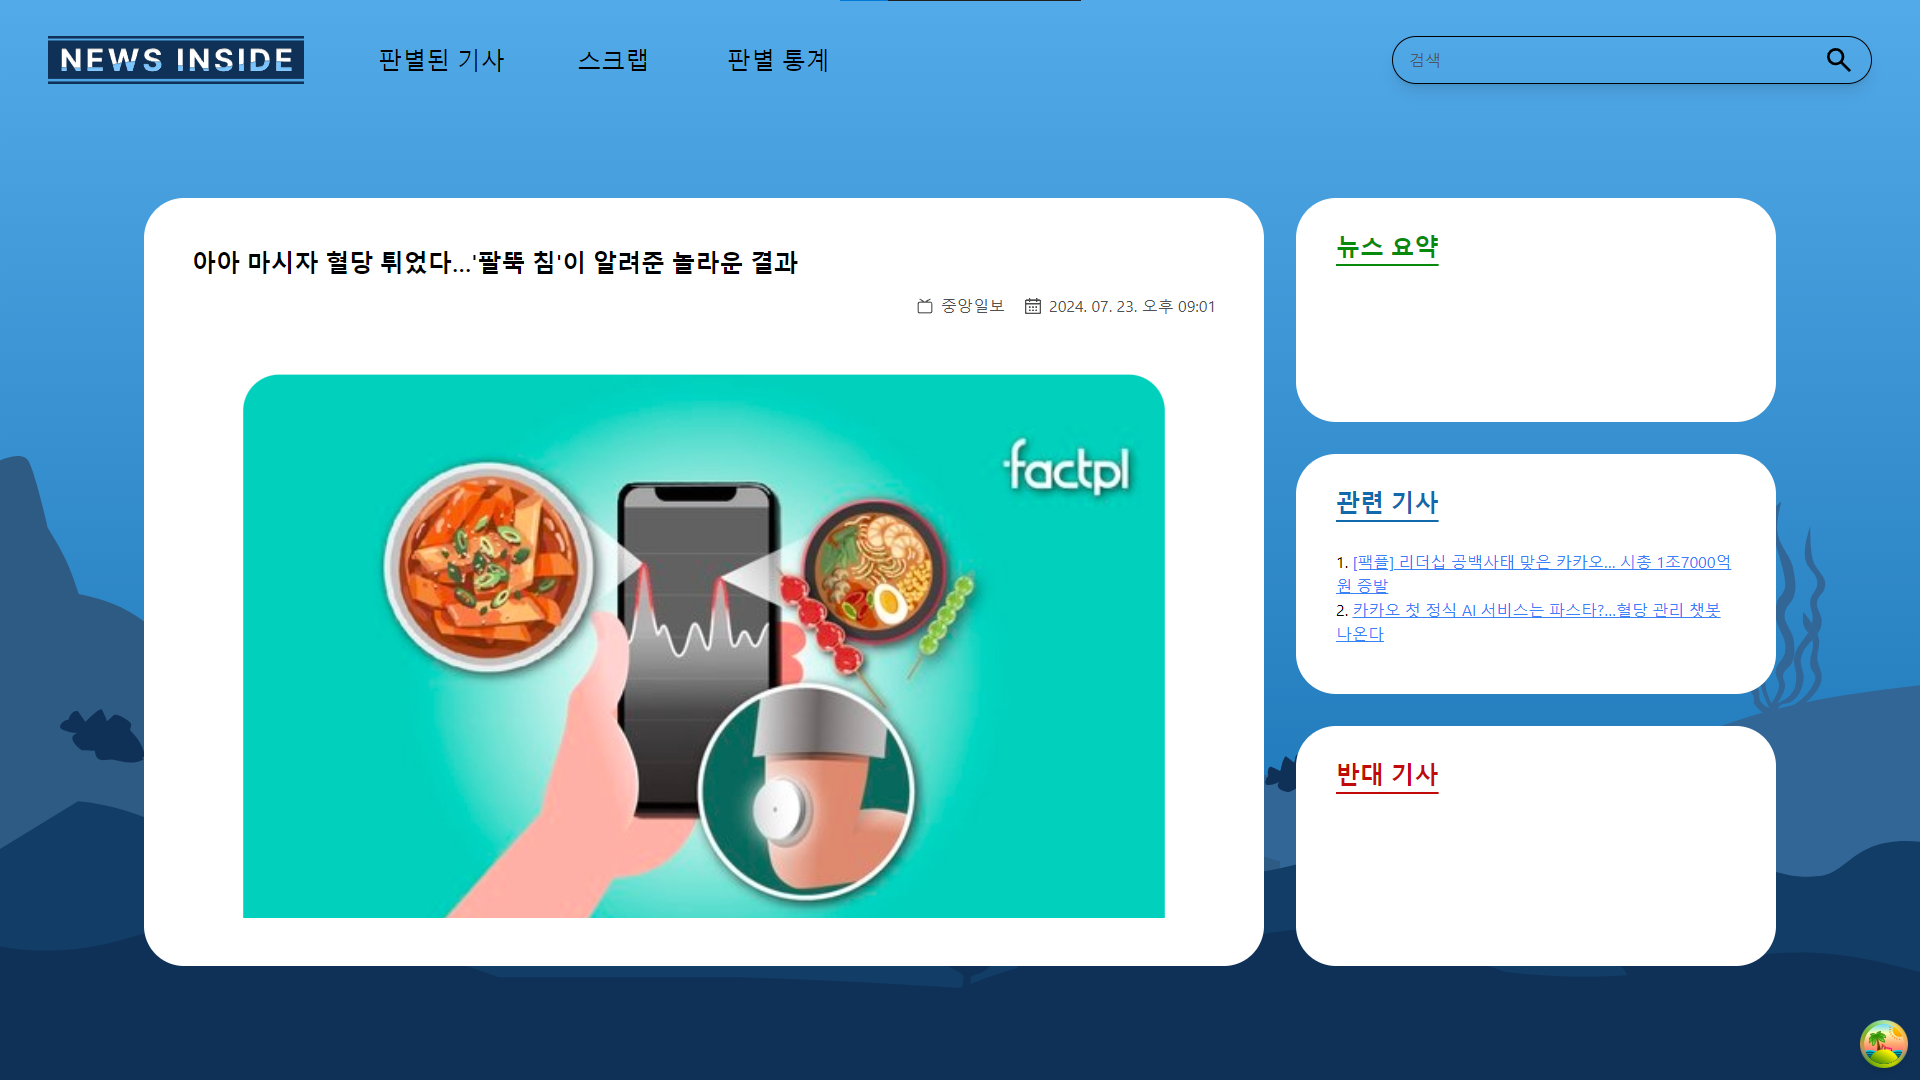 NEWS INSIDE
판별된 기사
스크랩
판별 통계
검색
아아 마시자 혈당 튀었다...'팔뚝 침'이 알려준 놀라운 결과
중앙일보 2024. 07. 23. 오후 09:01
factpl
뉴스 요약
관련 기사
1. [팩플] 리더십 공백사태 맞은 카카오... 시총 1조7000억
원 증발
2. 카카오 첫 정식 AI 서비스는 파스타?...혈당 관리 챗봇
나온다
반대 기사